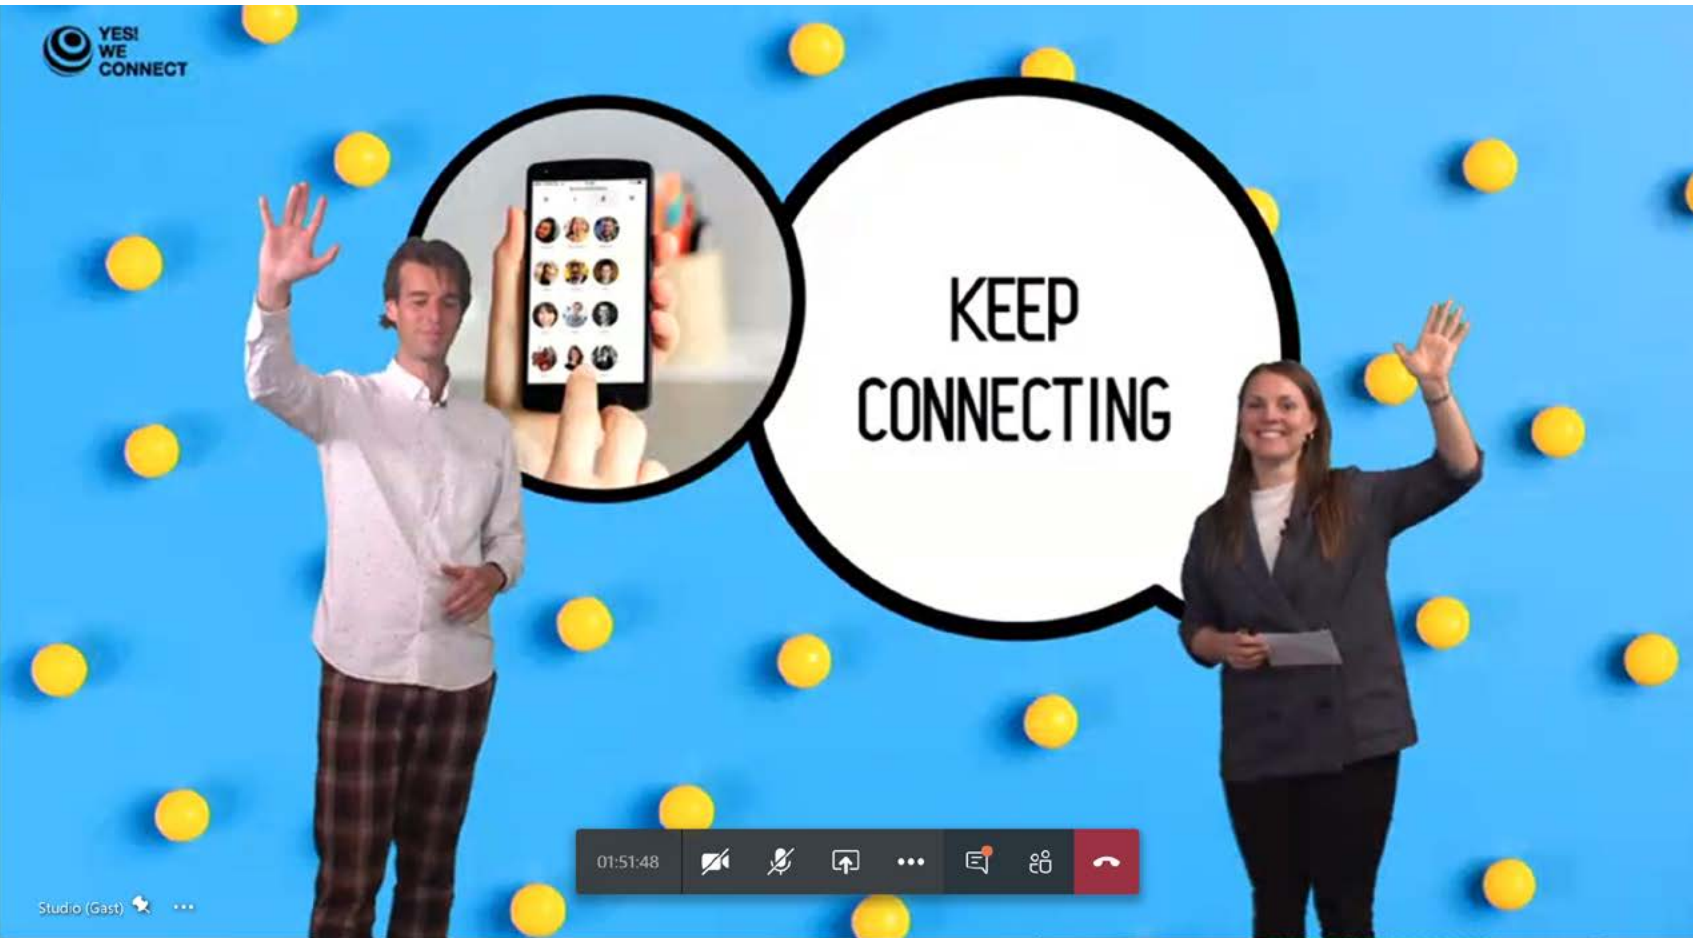 YES!
WE
CONNECT
KEEP
CONNECTING
01:51:48
Studio (Gast)